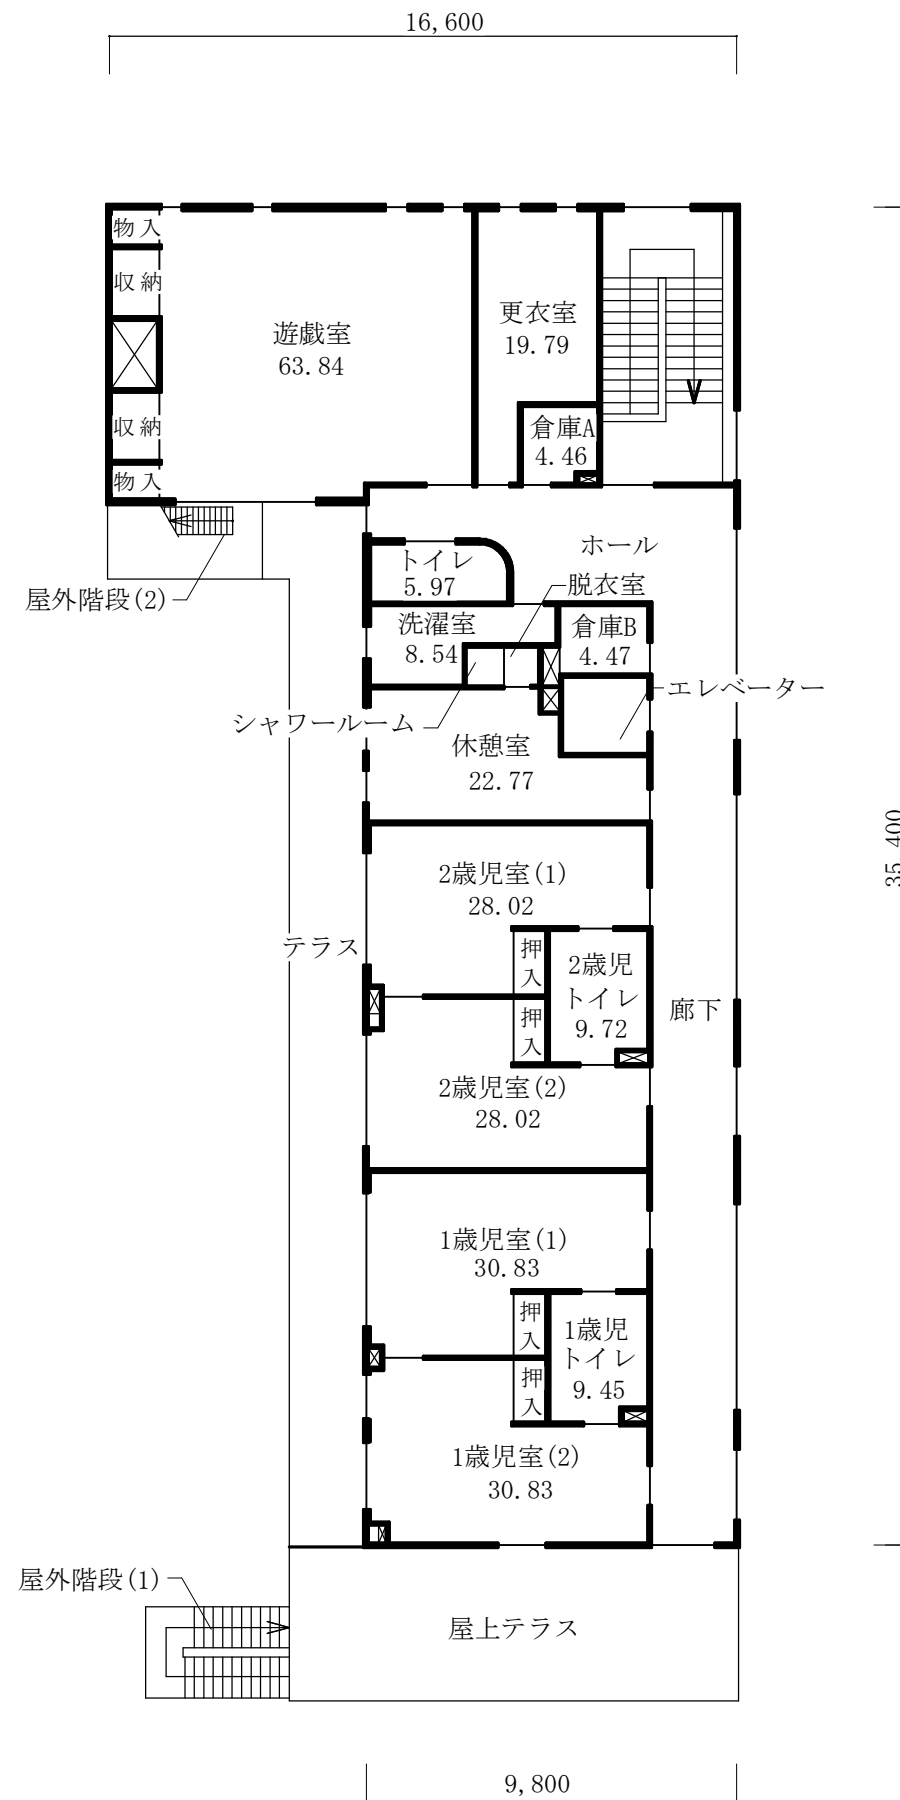 16,600
物入
収納
遊戯室
63.84
更衣室
19.79
収納
倉庫A
4.46
物入
ホール
トイレ
5.97
脱衣室
屋外階段(2)
洗濯室
8.54
倉庫B
4.47
エレベーター
シャワールーム
休憩室
22.77
35,400
2歳児室(1)
28.02
テラス
押
入
2歳児
トイレ
9.72
廊下
押
入
2歳児室(2)
28.02
1歳児室(1)
30.83
押
入
1歳児
トイレ
9.45
押
入
1歳児室(2)
30.83
屋外階段(1)
屋上テラス
9,800